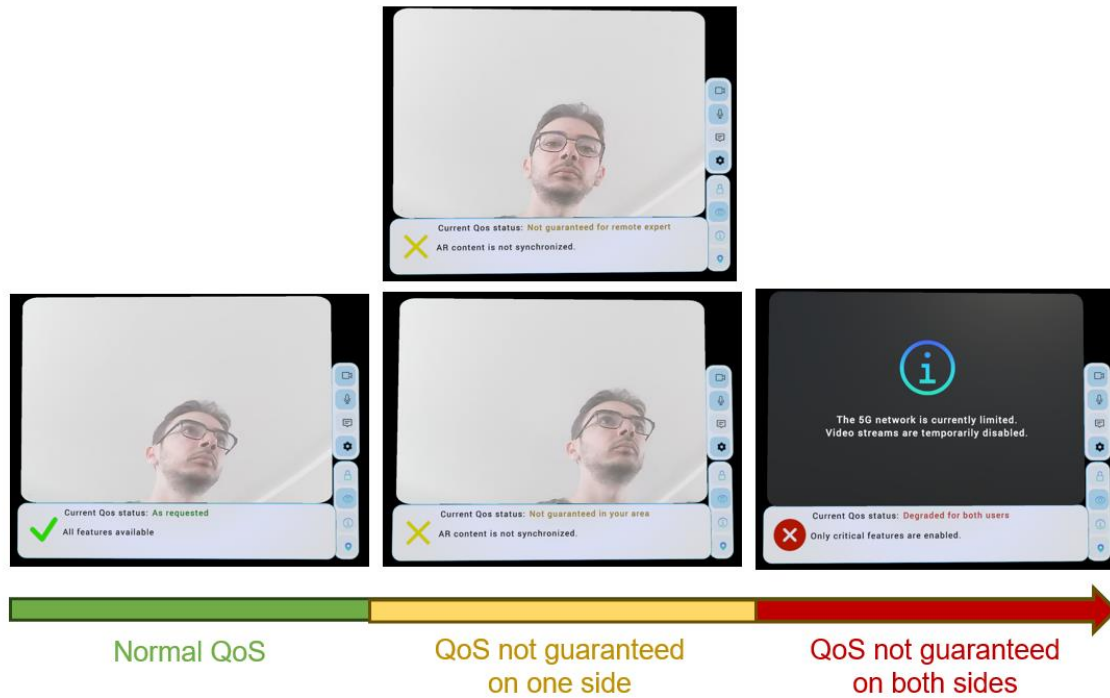 Current Qos status: Not guaranteed for remote expert
AR content is not synchronized.
Current Qos status: As requested
All features available
Current Qos status: Not guaranteed in your area
AR content is not synchronized.
The 5G network is currently limited.
Video streams are temporarily disabled.
Current Qos status: Degraded for both users
Only critical features are enabled.
Normal QoS
QoS not guaranteed
on one side
QoS not guaranteed
on both sides